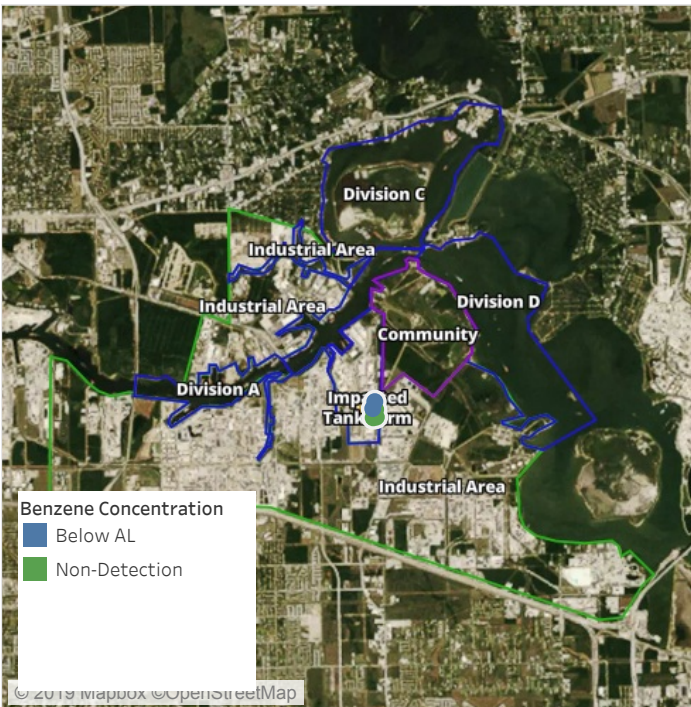 Division C
Industrial Area
Division D
Industrial Area
Community
Division A
Tank
Industrial Area
Benzene Concentration
Below AL
Non-Detection
© 2019 Mapbox ©OpenStreetMap